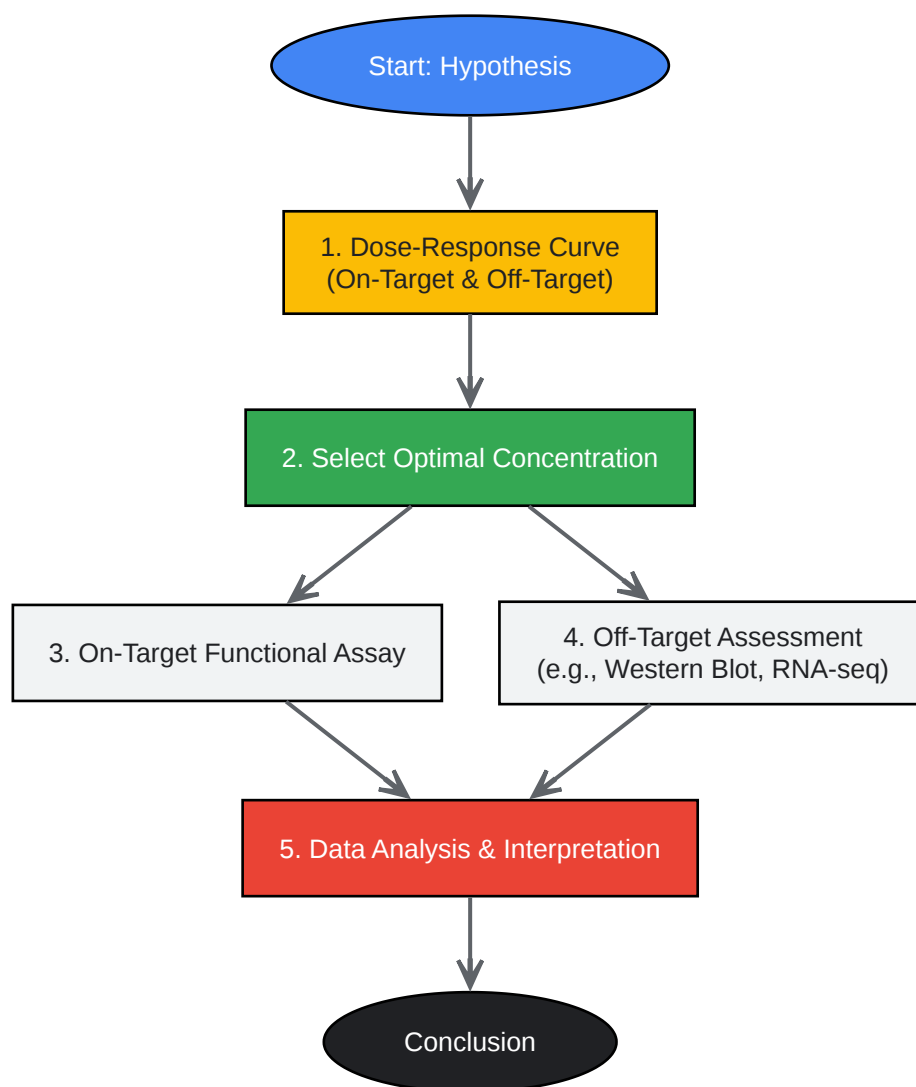 Start: Hypothesis
1. Dose-Response Curve
(On-Target & Off-Target)
2. Select Optimal Concentration
3. On-Target Functional Assay
4. Off-Target Assessment
(e.g., Western Blot, RNA-seq)
5. Data Analysis & Interpretation
Conclusion